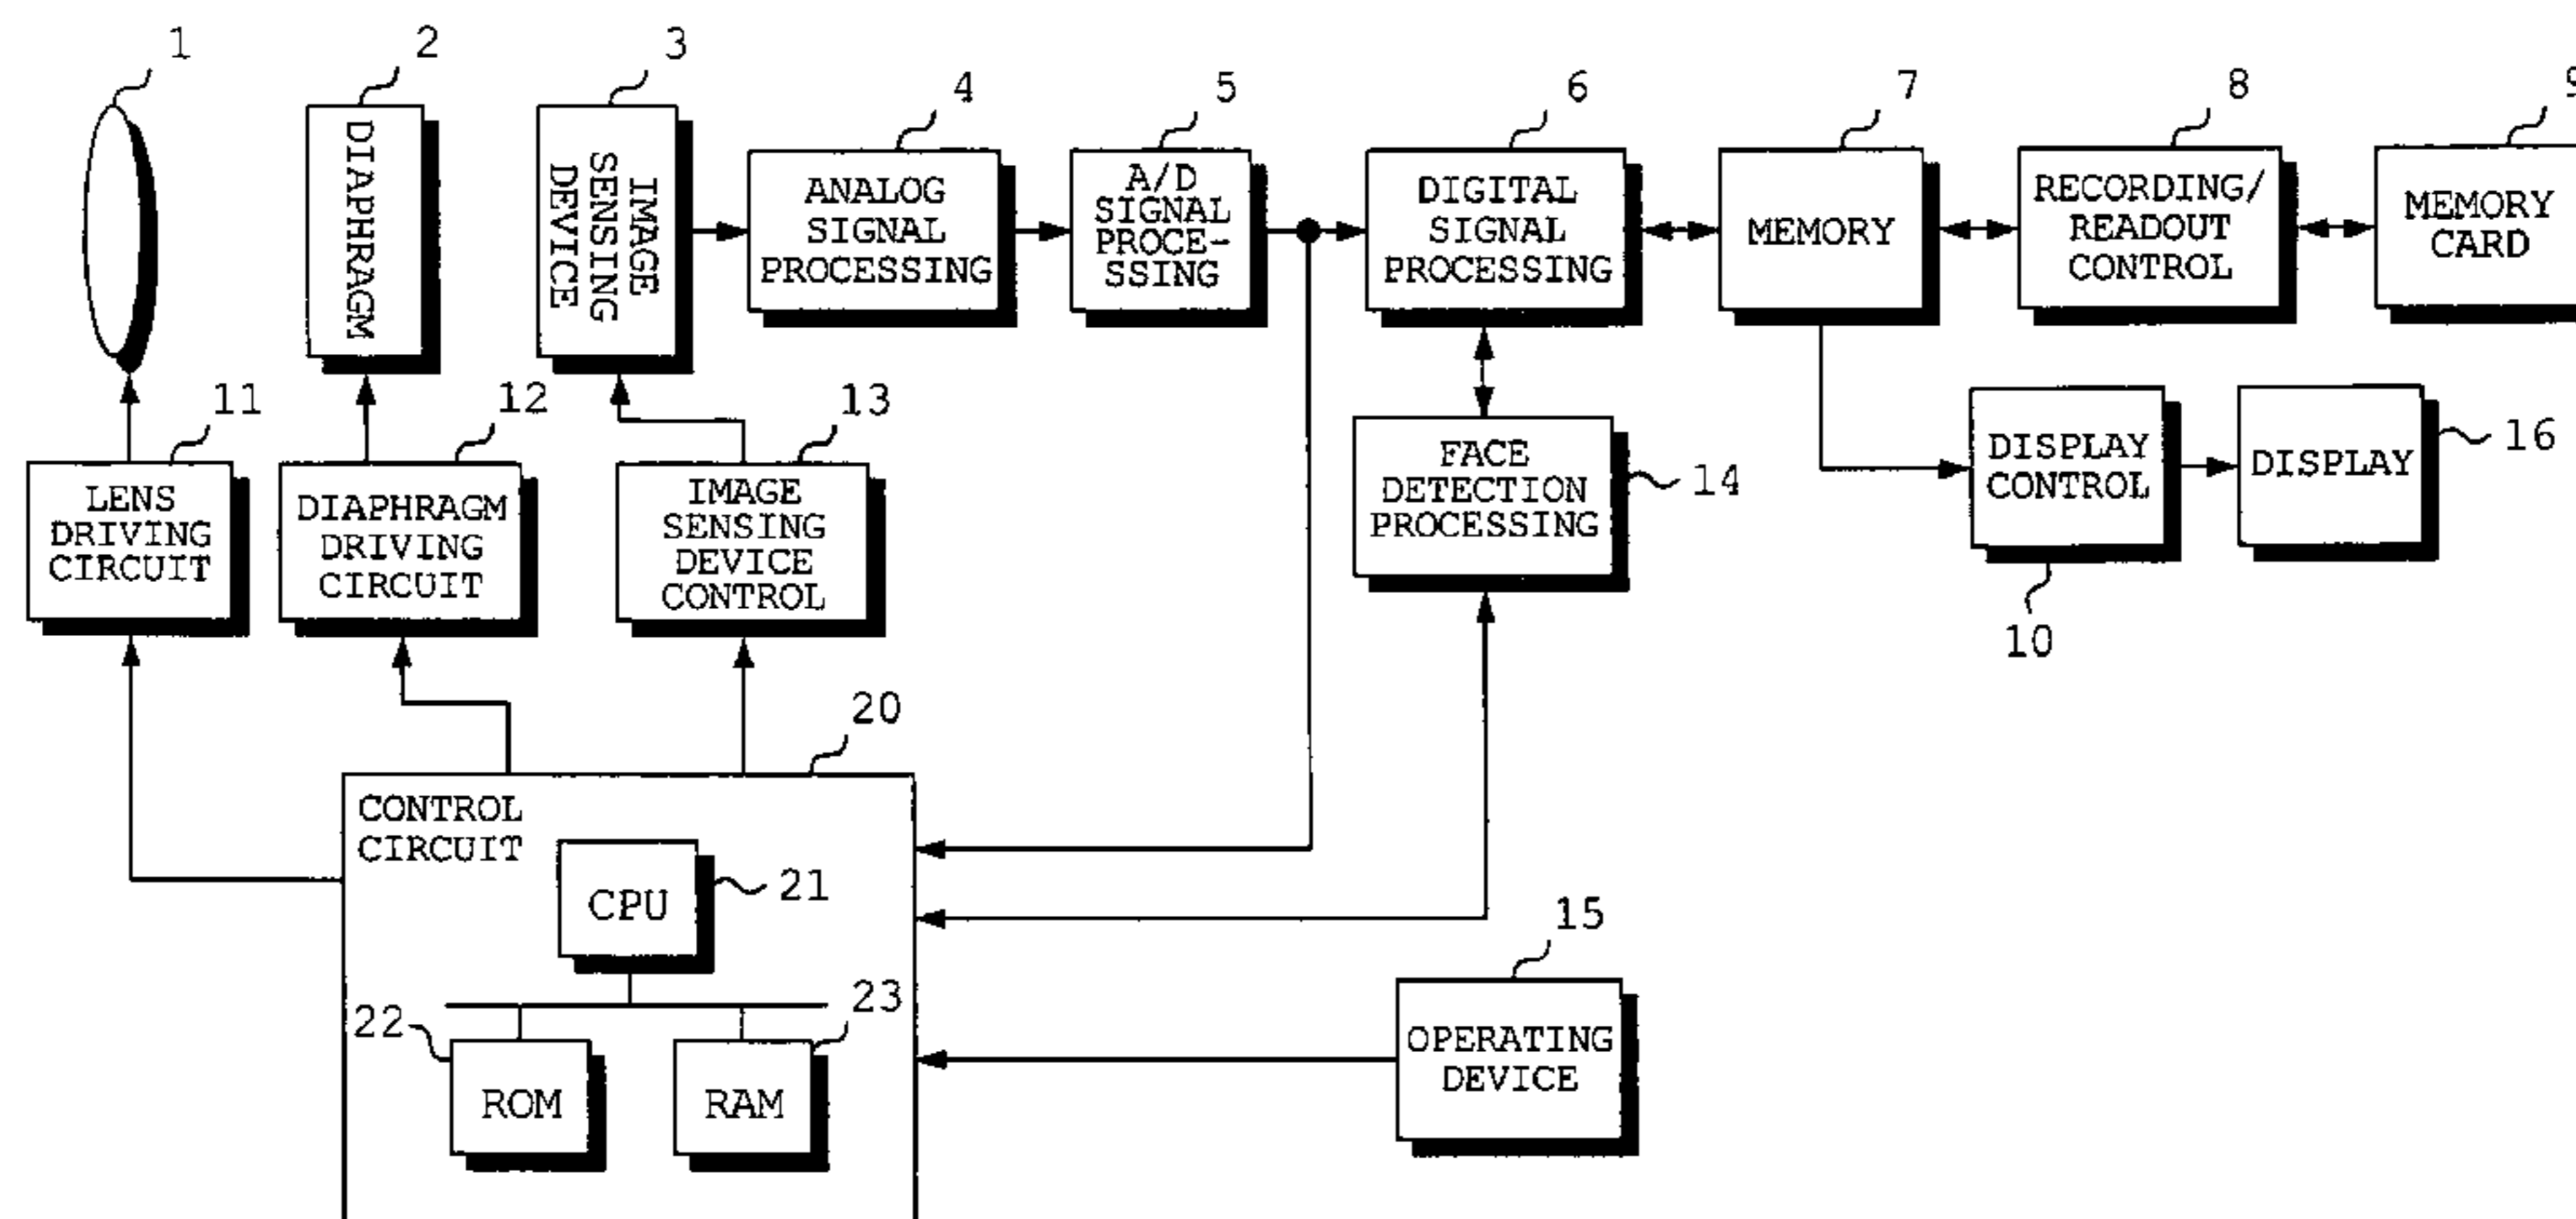 1
2
3
4
5
6
7
8
9
DIAPHRAGM
IMAGE
SENSING
DEVICE
ANALOG
SIGNAL
PROCESSING
A/D
SIGNAL
PROCE-
SSING
DIGITAL
SIGNAL
PROCESSING
MEMORY
RECORDING/
READOUT
CONTROL
MEMORY
CARD
11
12
13
14
16
10
LENS
DRIVING
CIRCUIT
DIAPHRAGM
DRIVING
CIRCUIT
IMAGE
SENSING
DEVICE
CONTROL
FACE
DETECTION
PROCESSING
DISPLAY
CONTROL
DISPLAY
20
CONTROL
CIRCUIT
CPU
21
22
23
ROM
RAM
15
OPERATING
DEVICE